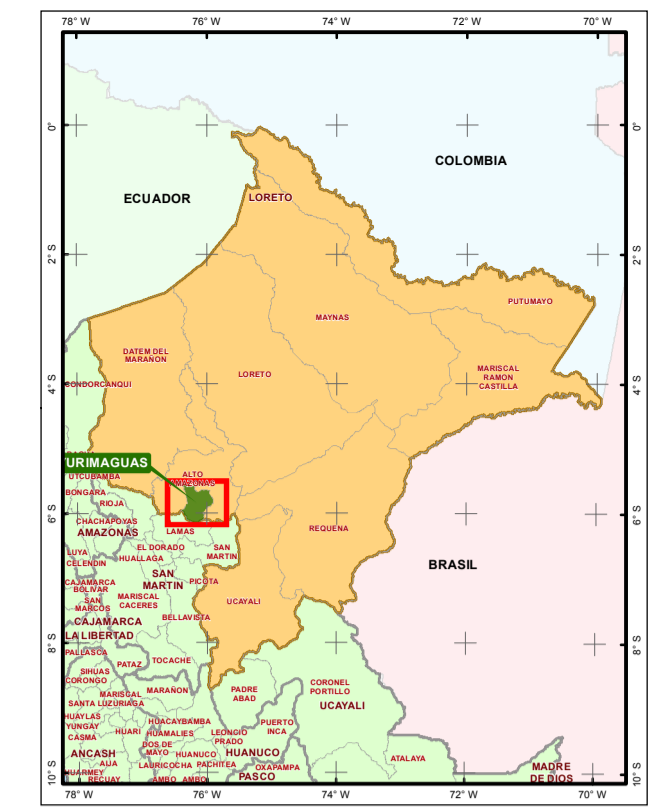 78° W 76° W 74° W 72° W 70° W
0° 0°
COLOMBIA
ECUADOR
LORETO
2° S 2° S
PUTUMAYO
MAYNAS
DATEM DEL
MARAÑON
LORETO
MARISCAL
RAMON
CASTILLA
4° S 4° S
CONDORCANQUI
URIMAGUAS
ALTO
AMAZONAS
UTCUBAMBA
BONGARA
RIOJA
6° S 6° S
CHACHAPOYAS
AMAZONAS
LAMAS
REQUENA
EL DORADO
SAN
MARTIN
LUYA
HUALLAGA
CELENDIN
BRASIL
SAN
MARTIN
PICOTA
CAJAMARCA
BOLIVAR
MARISCAL
CACERES
SAN
MARCOS
UCAYALI
BELLAVISTA
CAJAMARCA
LA LIBERTAD
8° S 8° S
PALLASCA
PATAZ
TOCACHE
SIHUAS
CORONGO
MARISCAL
LUZURIAGA
MARAÑON
PADRE
ABAD
CORONEL
PORTILLO
SANTA
UCAYALI
HUAYLAS
HUACAYBAMBA
PUERTO
INCA
YUNGAY
HUARI
HUAMALIES
LEONCIO
PRADO
CASMA
DOS DE
MAYO
HUANUCO
HUANUCO
ANCASH
ATALAYA
AIJA
LAURICOCHA
PACHITEA
OXAPAMPA
MADRE
DE DIOS
HUARMEY
RECUAY
AMBO
AMBO
PASCO
10° S 10° S
78° W 76° W 74° W 72° W 70° W